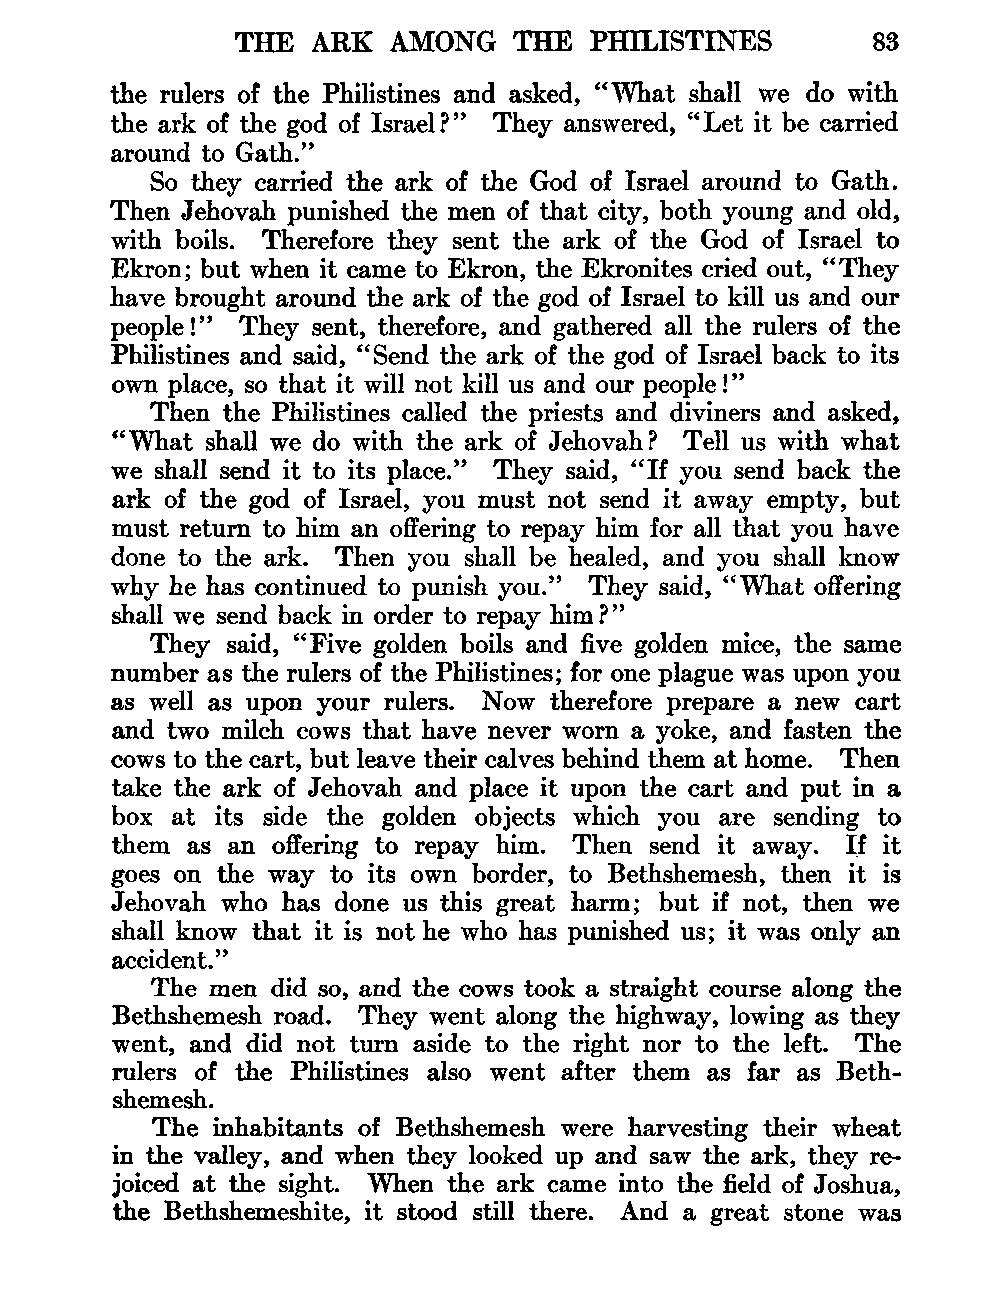 THE ARK AMONG THE PHILISTINES 83
the rulers of the Philistines and asked, “What shall we do with
the ark of the god of Israel?” They answered, “Let it be carried
around to Gath.”
So they carried the ark of the God of Israel around to Gath.
Then Jehovah punished the men of that city, both young and old,
with boils. Therefore they sent the ark of the God of Israel to
Ekron; but when it came to Ekron, the Ekronites cried out, “They
have brought around the ark of the god of Israel to kill us and our
people!” They sent, therefore, and gathered all the rulers of the
Philistines and said, “Send the ark of the god of Israel back to its
own place, so that it will not kill us and our people!”
Then the Philistines called the priests and diviners and asked,
“What shall we do with the ark of Jehovah? Tell us with what
we shall send it to its place.” They said, “If you send back the
ark of the god of Israel, you must not send it away empty, but
must return to him an offering to repay him for all that you have
done to the ark. Then you shall be healed, and you shall know
why he has continued to punish you.” They said, “What offering
shall we send back in order to repay him?”
They said, “Five golden boils and five golden mice, the same
number as the rulers of the Philistines; for one plague was upon you
as well as upon your rulers. Now therefore prepare a new cart
and two milch cows that have never worn a yoke, and fasten the
cows to the cart, but leave their calves behind them at home. Then
take the ark of Jehovah and place it upon the cart and put in a
box at its side the golden objects which you are sending to
them as an offering to repay him. Then send it away. If it
goes on the way to its own border, to Bethshemesh, then it is
Jehovah who has done us this great harm; but if not, then we
shall know that it is not he who has punished us; it was only an
accident.”
The men did so, and the cows took a straight course along the
Bethshemesh road. They went along the highway, lowing as they
went, and did not turn aside to the right nor to the left. The
rulers of the Philistines also went after them as far as Beth-
shemesh.
The inhabitants of Bethshemesh were harvesting their wheat
in the valley, and when they looked up and saw the ark, they re-
joiced at the sight. When the ark came into the field of Joshua,
the Bethshemeshite, it stood still there. And a great stone was